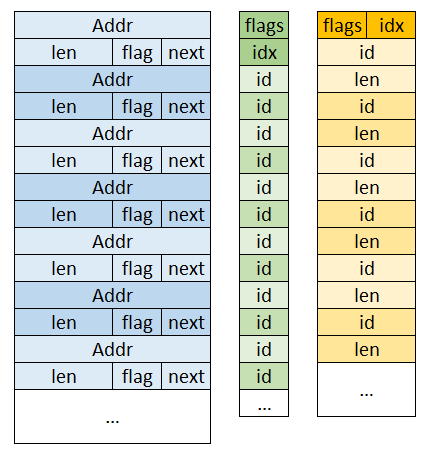 Addr
len flag next
Addr
len flag next
Addr
len flag next
Addr
len flag next
Addr
len flag next
Addr
len flag next
Addr
len flag next
...
flags
idx
id
id
id
id
id
id
id
id
id
id
id
id
...
flags idx
id
len
id
len
id
len
id
len
id
len
id
len
...